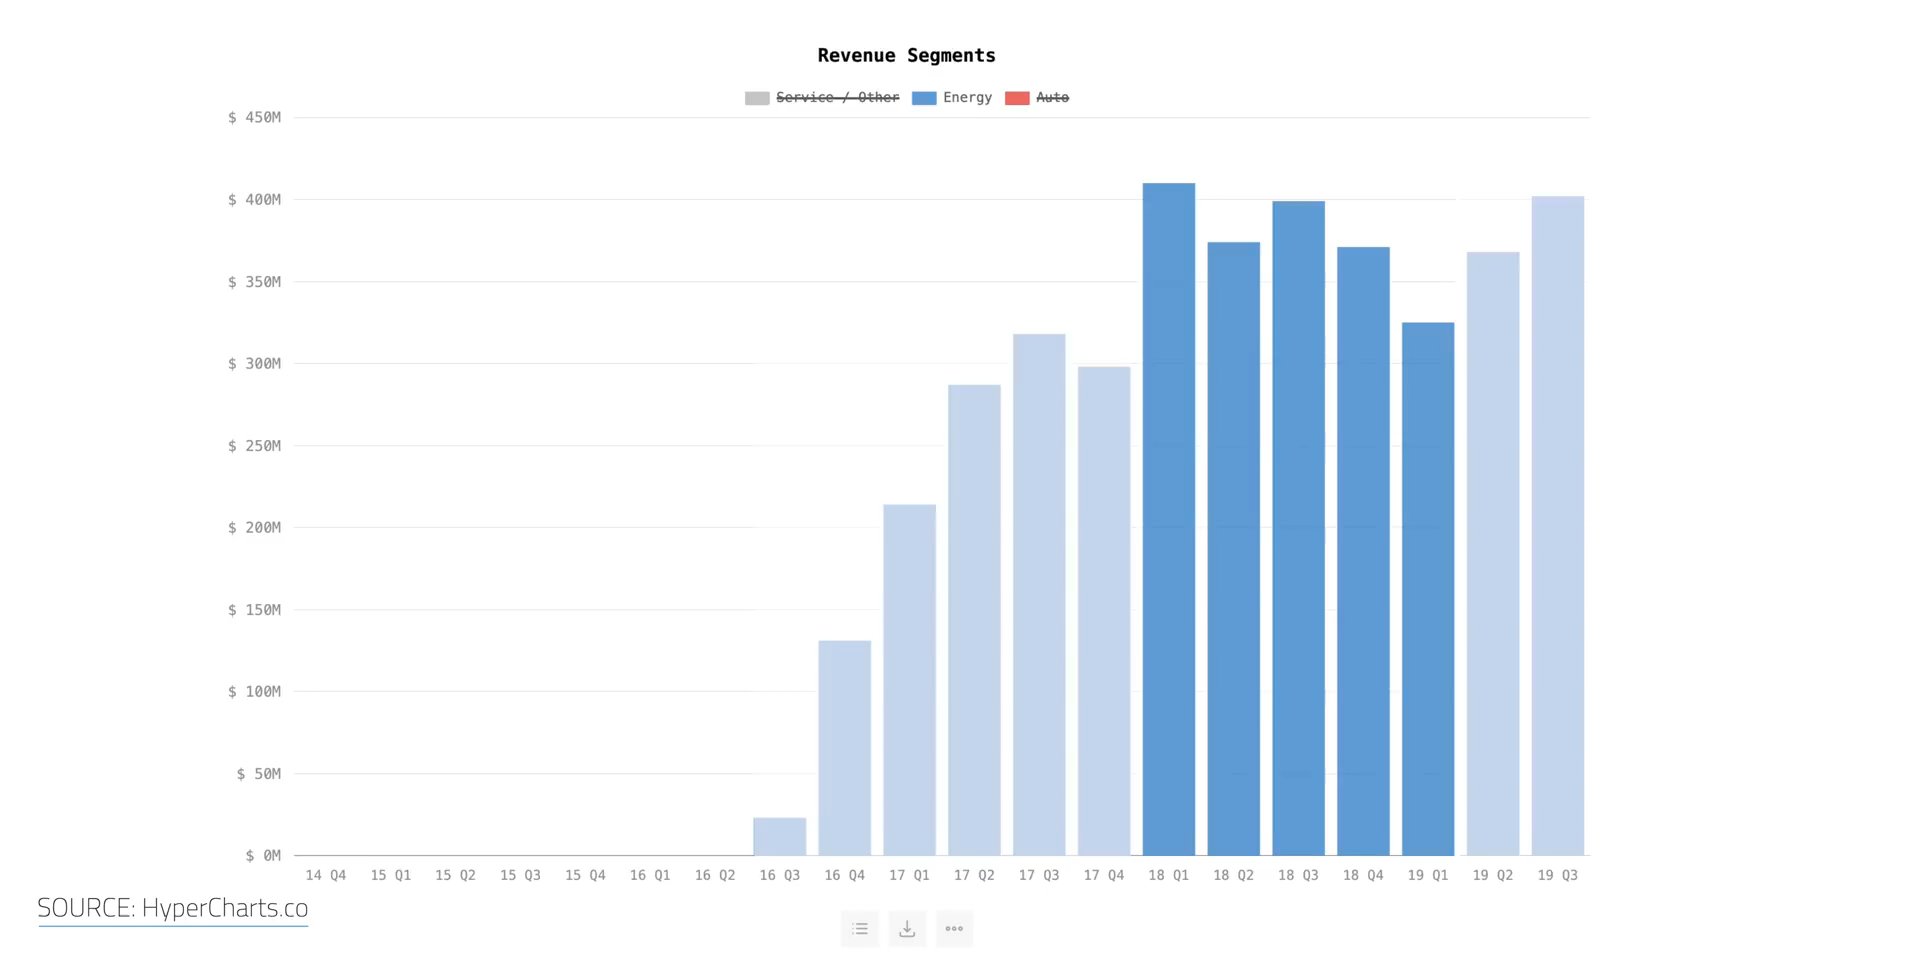 Revenue Segments
Service / Other Energy Auto
$ 450M
$ 400M
$ 350M
$ 300M
$ 250M
$ 200M
$ 150M
$ 100M
$ 50M
$ 0M
14 Q4 15 Q1 15 Q2 15 Q3 15 Q4 16 Q1 16 Q2 16 Q3 16 Q4 17 Q1 17 Q2 17 Q3 17 Q4 18 Q1 18 Q2 18 Q3 18 Q4 19 Q1 19 Q2 19 Q3
SOURCE: HyperCharts.co